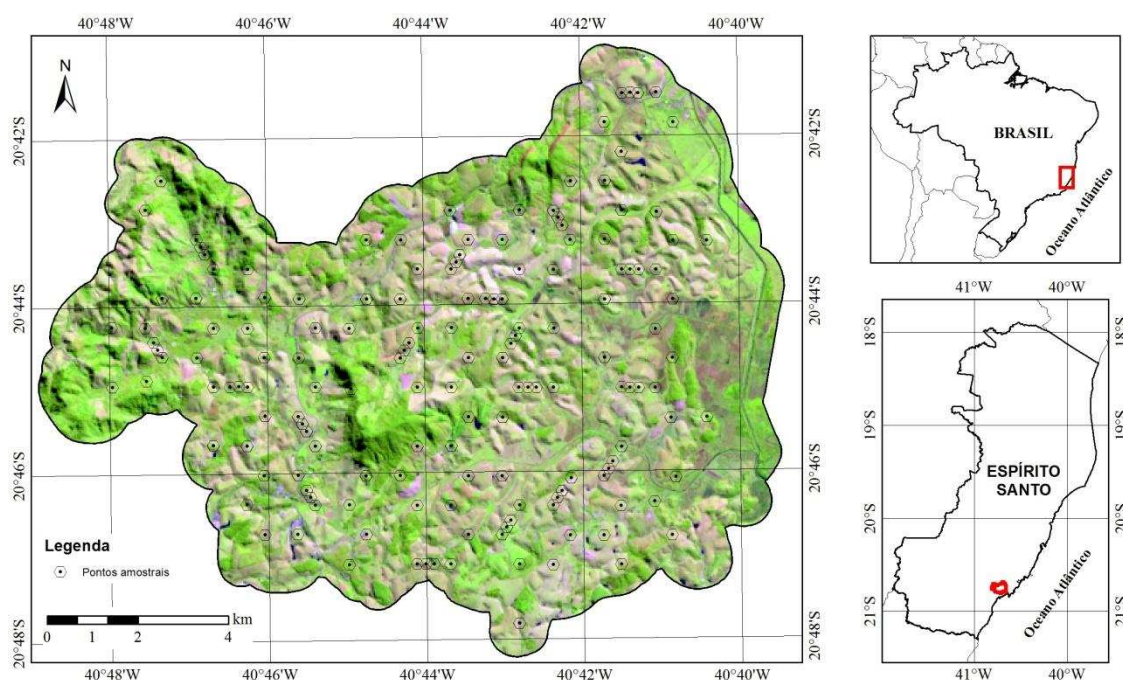 40°48'W 40°46'W 40°44'W 40°42'W 40°40'W
N
20°42'S 20°42'S
20°44'S 20°44'S
20°46'S 20°46'S
20°48'S 20°48'S
Legenda
Pontos amostrais
0 1 2 4 km
40°48'W 40°46'W 40°44'W 40°42'W 40°40'W
BRASIL
Oceano Atlântico
41°W 40°W
18°S 18°S
19°S 19°S
ESPÍRITO
SANTO
20°S 20°S
Oceano Atlântico
21°S 21°S
41°W 40°W